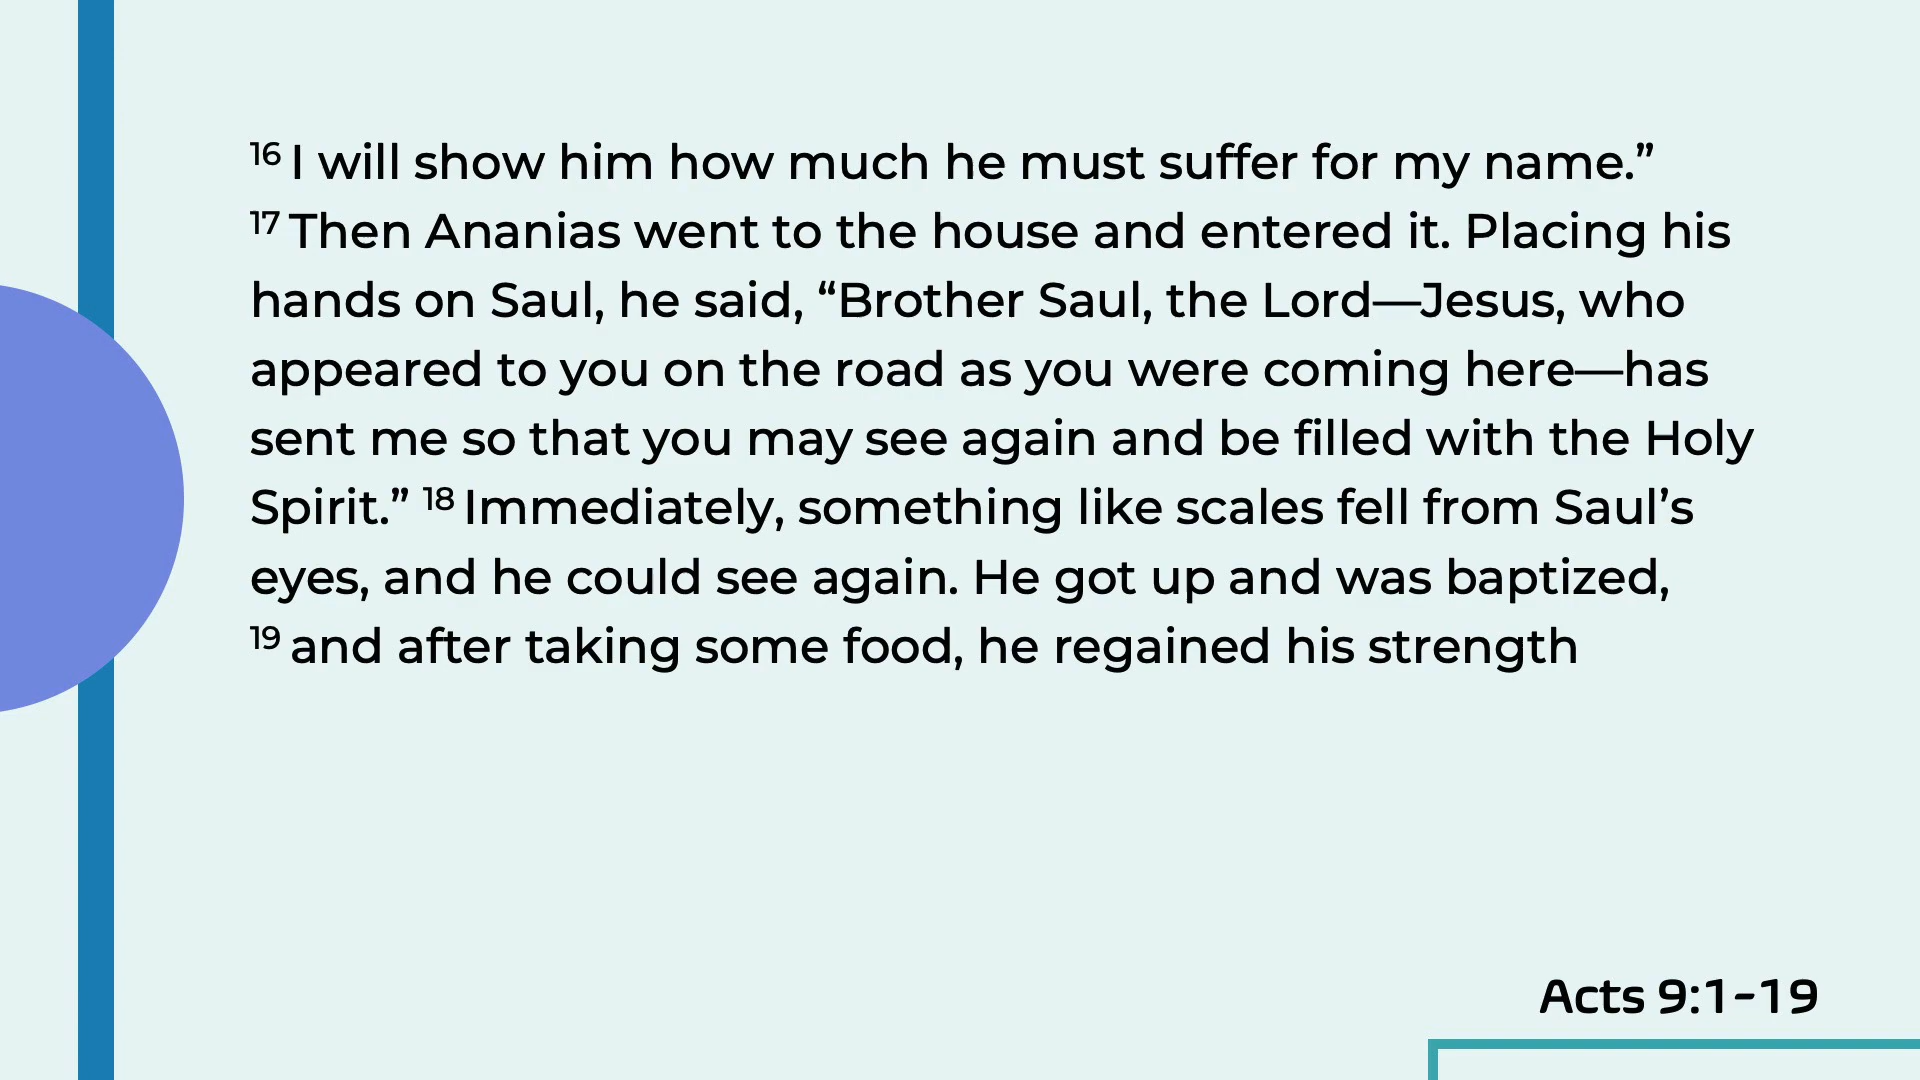 16 I will show him how much he must suffer for my name.”
17 Then Ananias went to the house and entered it. Placing his
hands on Saul, he said, “Brother Saul, the Lord—Jesus, who
appeared to you on the road as you were coming here—has
sent me so that you may see again and be filled with the Holy
Spirit.” 18 Immediately, something like scales fell from Saul’s
eyes, and he could see again. He got up and was baptized,
19 and after taking some food, he regained his strength
Acts 9:1-19